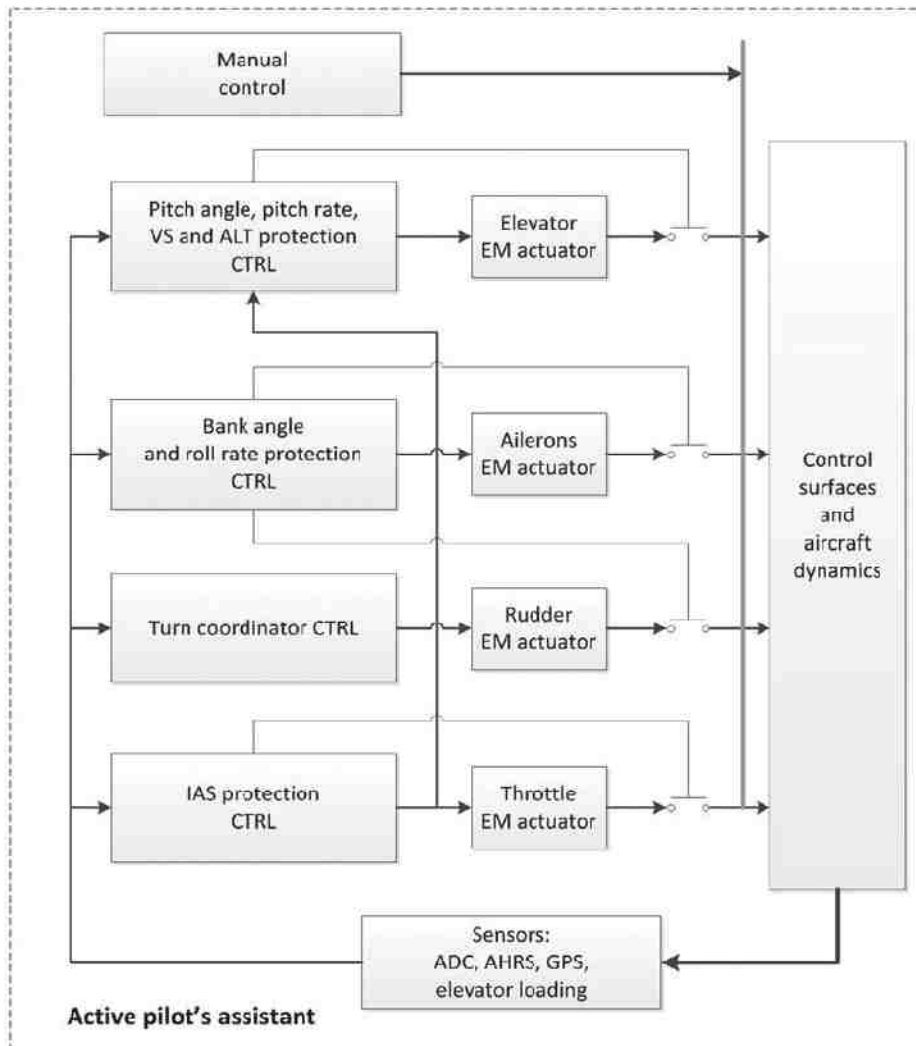 Manual
control
Pitch angle, pitch rate,
VS and ALT protection
CTRL
Elevator
EM actuator
Bank angle
and roll rate protection
CTRL
Ailerons
EM actuator
Control
surfaces
and
aircraft
dynamics
Turn coordinator CTRL
Rudder
EM actuator
IAS protection
CTRL
Throttle
EM actuator
Sensors:
ADC, AHRS, GPS,
elevator loading
Active pilot's assistant